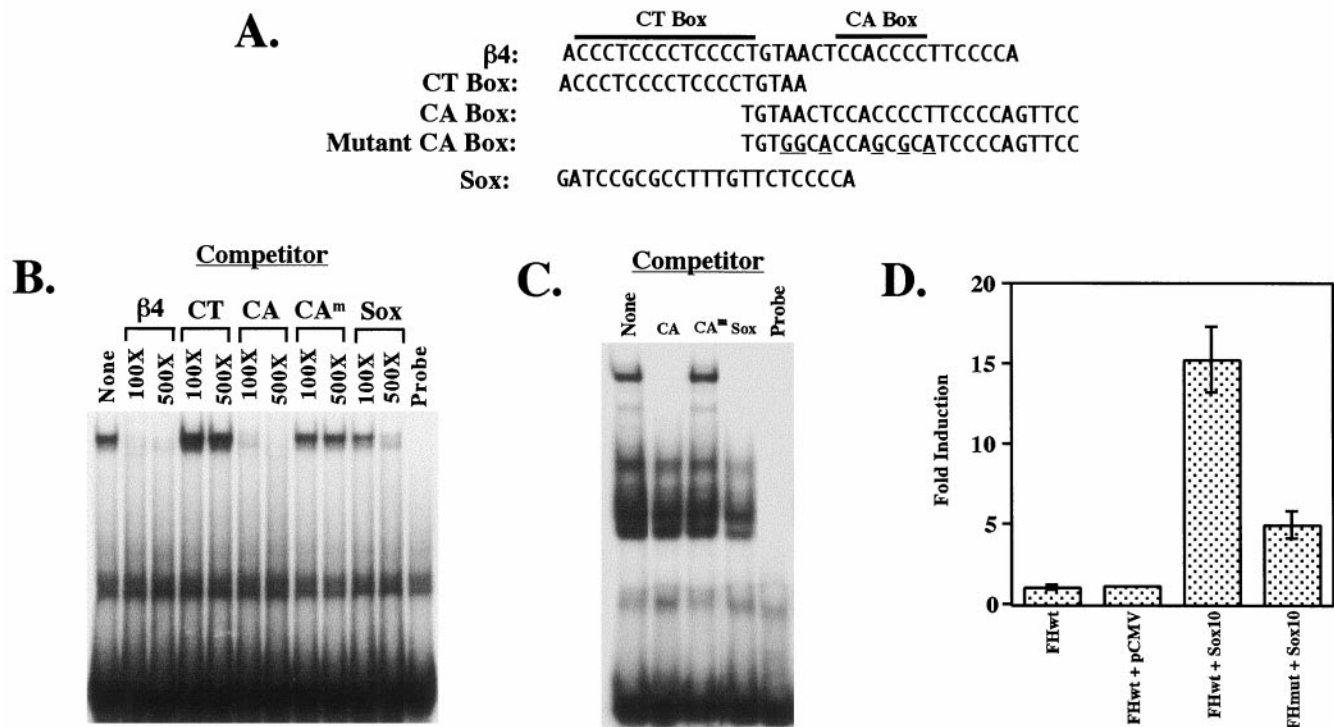 A.
CT Box
CA Box
β4: ACCCTCCCCTCCCCTGTAACTCCACCCCTTCCCCA
CT Box: ACCCTCCCCTCCCCTGTAA
CA Box: TGTAACTCCACCCCTTCCCCAGTTCC
Mutant CA Box: TGTGGCACCAGCGCATCCCCAGTTCC
Sox: GATCCGCGCCTTTGTTCTCCCCA
B.
Competitor
β4 CT CA CAm Sox
None 100X 500X 100X 500X 100X 500X 100X 500X 100X 500X Probe
C.
Competitor
None CA CAm Sox Probe
D.
Fold Induction
20
15
10
5
0
FHwt
FHwt + pCMV
FHwt + Sox10
FHmut + Sox10